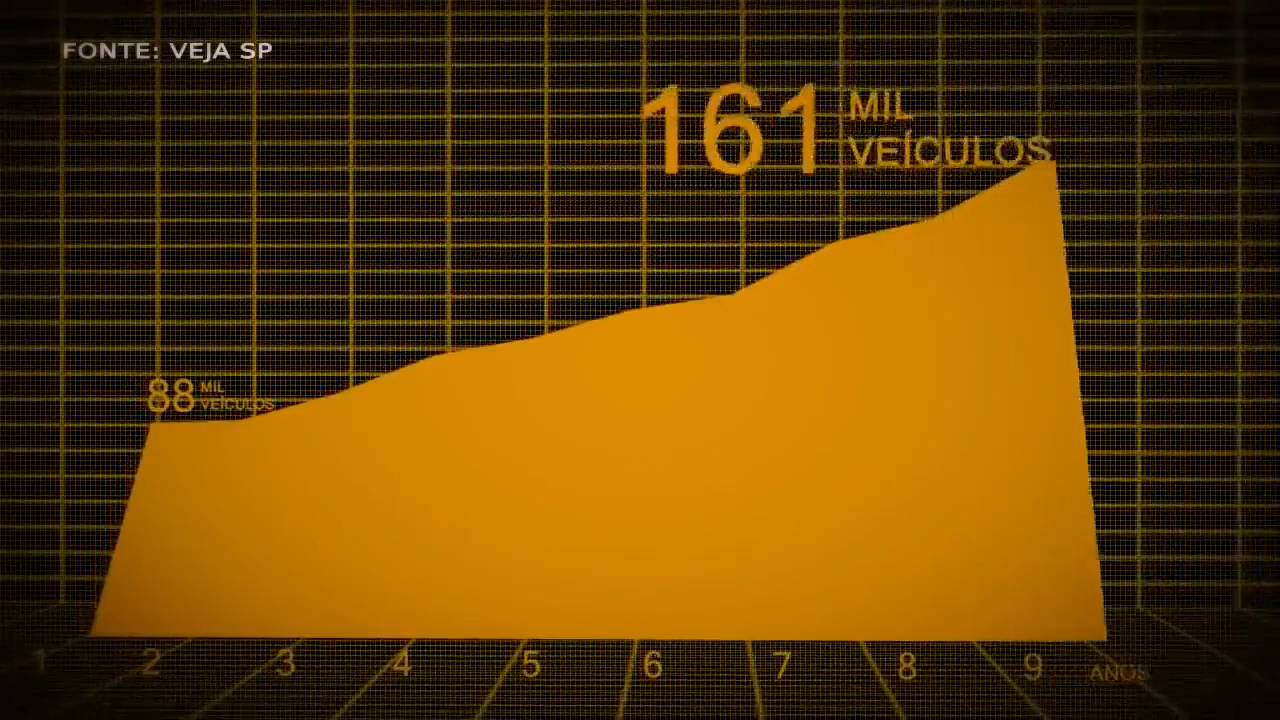 FONTE: VEJA SP
161 MIL
VEÍCULOS
88 MIL
VEÍCULOS
1 2 3 4 5 6 7 8 9 ANOS